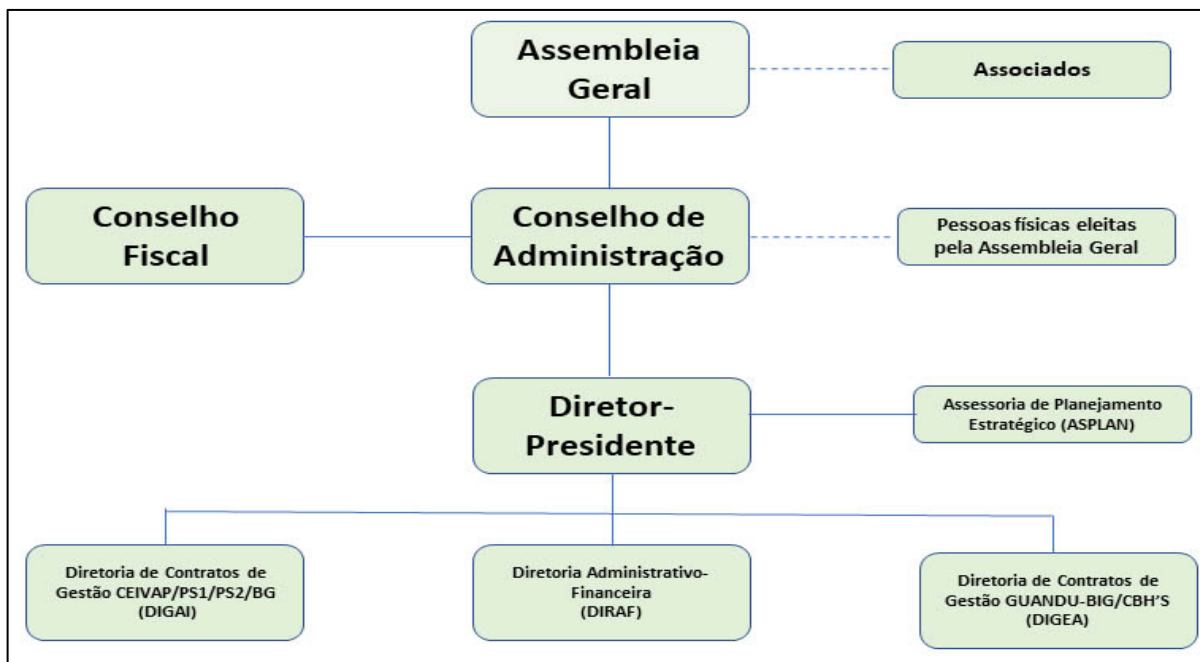 Assembleia
Geral
Associados
Conselho
Fiscal
Conselho de
Administração
Pessoas físicas eleitas
pela Assembleia Geral
Diretor-
Presidente
Assessoria de Planejamento
Estratégico (ASPLAN)
Diretoria de Contratos de
Gestão CEIVAP/PS1/PS2/BG
(DIGAI)
Diretoria Administrativo-
Financeira
(DIRAF)
Diretoria de Contratos de
Gestão GUANDU-BIG/CBH'S
(DIGEA)